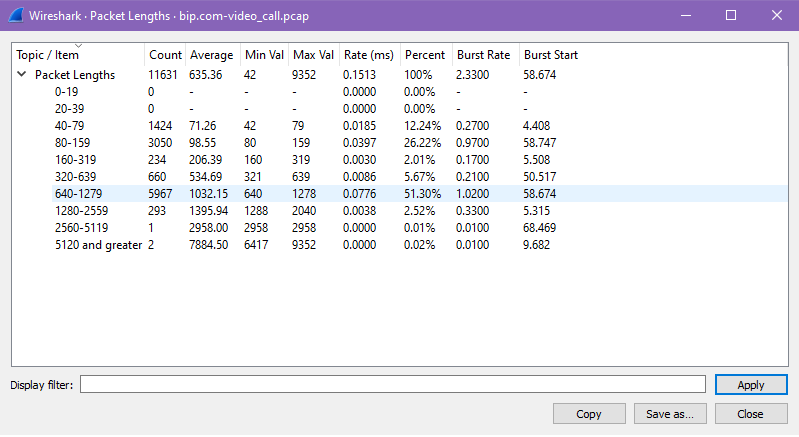 Wireshark · Packet Lengths · bip.com-video_call.pcap
Topic / Item Count Average Min Val Max Val Rate (ms) Percent Burst Rate Burst Start
Packet Lengths 11631 635.36 42 9352 0.1513 100% 2.3300 58.674
0-19 0 - - - 0.0000 0.00% - -
20-39 0 - - - 0.0000 0.00% - -
40-79 1424 71.26 42 79 0.0185 12.24% 0.2700 4.408
80-159 3050 98.55 80 159 0.0397 26.22% 0.9700 58.747
160-319 234 206.39 160 319 0.0030 2.01% 0.1700 5.508
320-639 660 534.69 321 639 0.0086 5.67% 0.2100 50.517
640-1279 5967 1032.15 640 1278 0.0776 51.30% 1.0200 58.674
1280-2559 293 1395.94 1288 2040 0.0038 2.52% 0.3300 5.315
2560-5119 1 2958.00 2958 2958 0.0000 0.01% 0.0100 68.469
5120 and greater 2 7884.50 6417 9352 0.0000 0.02% 0.0100 9.682
Display filter: Apply
Copy Save as... Close